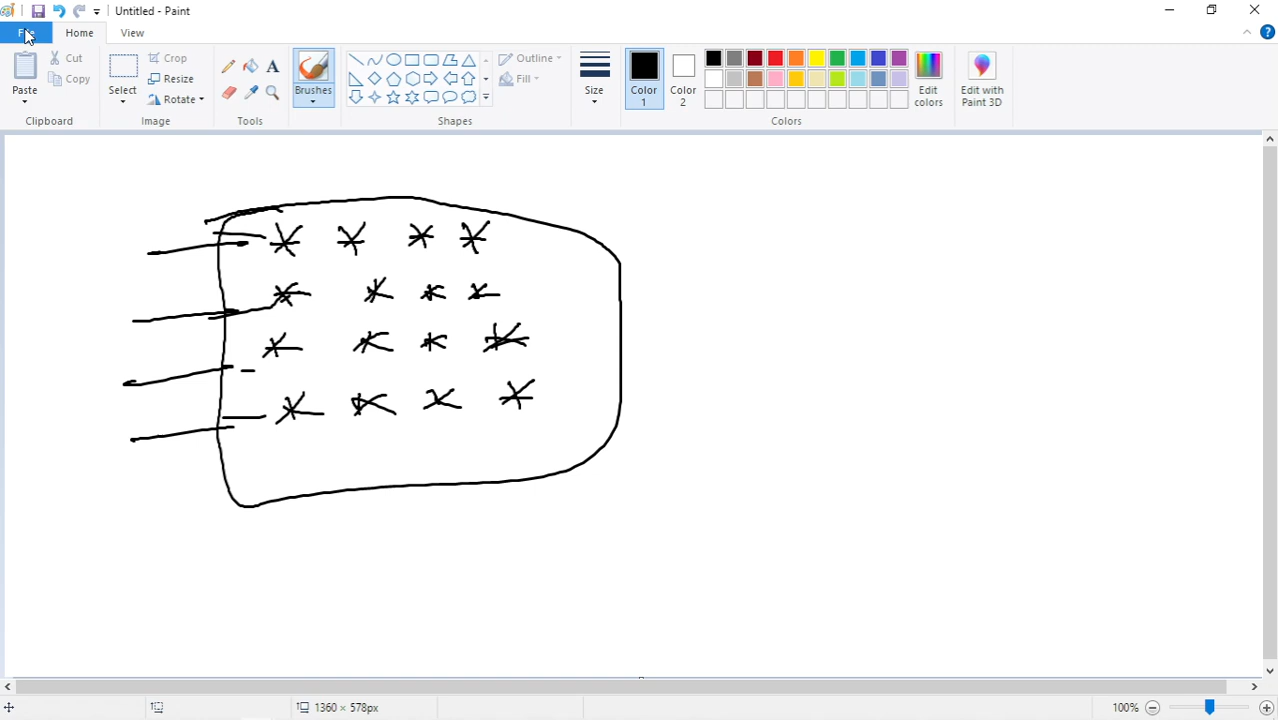 Untitled - Paint
File Home View
Paste
Cut
Copy
Clipboard
Select
Crop
Resize
Rotate
Image
A
Tools
Brushes
Outline
Fill
Shapes
Size
Color 1
Color 2
Edit colors
Colors
Edit with Paint 3D
* * * *
* * * *
* * * *
* * * *
1360 × 578px
100%